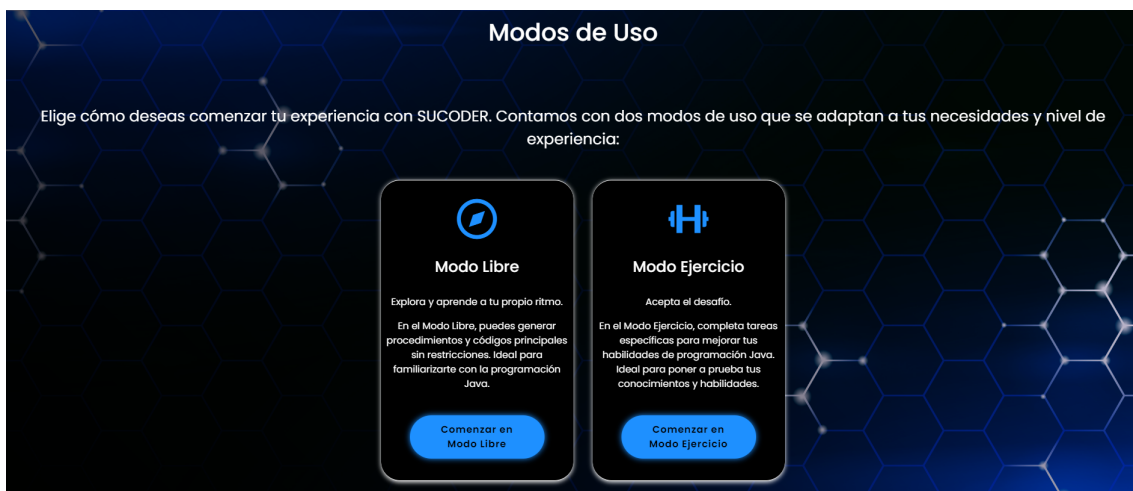 Modos de Uso
Elige cómo deseas comenzar tu experiencia con SUCODER. Contamos con dos modos de uso que se adaptan a tus necesidades y nivel de
experiencia:
Modo Libre
Explora y aprende a tu propio ritmo.
En el Modo Libre, puedes generar
procedimientos y códigos principales
sin restricciones. Ideal para
familiarizarte con la programación
Java.
Comenzar en
Modo Libre
Modo Ejercicio
Acepta el desafío.
En el Modo Ejercicio, completa tareas
específicas para mejorar tus
habilidades de programación Java.
Ideal para poner a prueba tus
conocimientos y habilidades.
Comenzar en
Modo Ejercicio